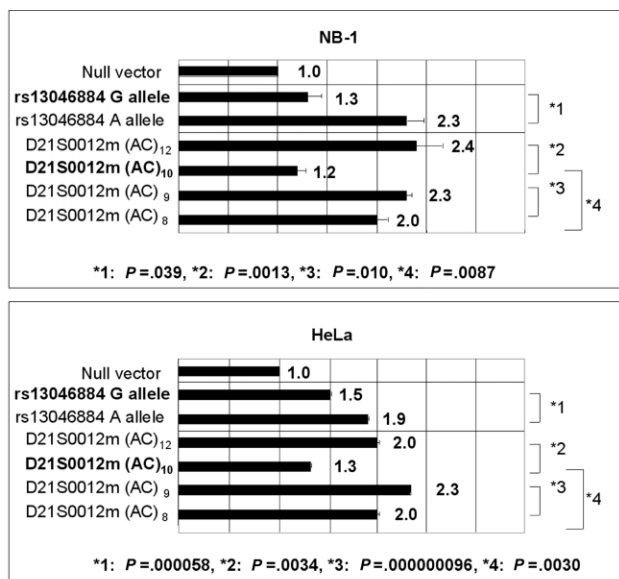 NB-1
Null vector 1.0
rs13046884 G allele 1.3
rs13046884 A allele 2.3
*1
D21S0012m (AC)12 2.4
*2
D21S0012m (AC)10 1.2
D21S0012m (AC) 9 2.3
*3
*4
D21S0012m (AC) 8 2.0
*1: P=.039, *2: P=.0013, *3: P=.010, *4: P=.0087
HeLa
Null vector 1.0
rs13046884 G allele 1.5
*1
rs13046884 A allele 1.9
D21S0012m (AC)12 2.0
*2
D21S0012m (AC)10 1.3
D21S0012m (AC) 9 2.3
*3
*4
D21S0012m (AC) 8 2.0
*1: P=.000058, *2: P=.0034, *3: P=.000000096, *4: P=.0030